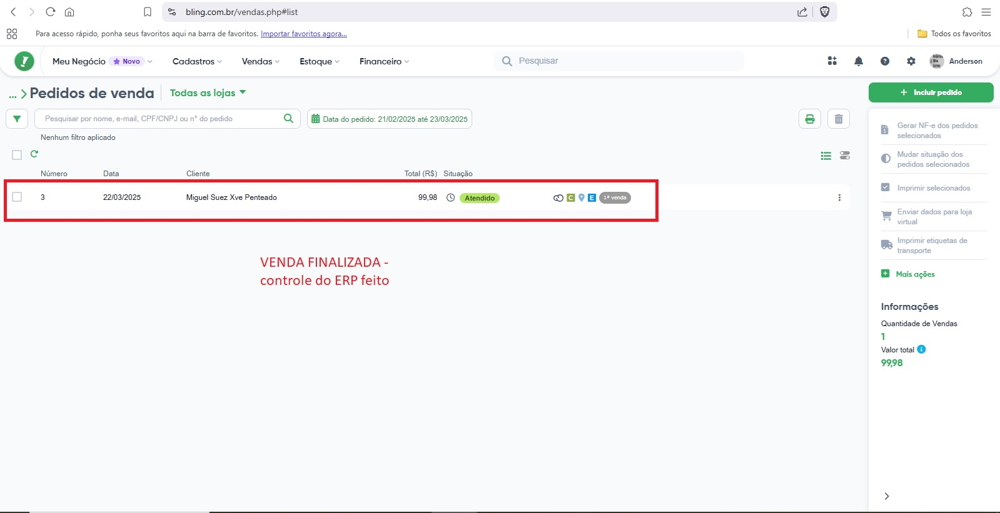 bling.com.br/vendas.php#list
Para acesso rápido, ponha seus favoritos aqui na barra de favoritos. Importar favoritos agora...
Todos os favoritos
Meu Negócio Novo Cadastros Vendas Estoque Financeiro Pesquisar Anderson
... Pedidos de venda Todas as lojas
+ Incluir pedido
Pesquisar por nome, e-mail, CPF/CNPJ ou n° do pedido
Data do pedido: 21/02/2025 até 23/03/2025
Nenhum filtro aplicado
Número Data Cliente Total (R$) Situação
3 22/03/2025 Miguel Suez Xve Penteado 99,98 Atendido C E 1ª venda
VENDA FINALIZADA -
controle do ERP feito
Gerar NF-e dos pedidos
selecionados
Mudar situação dos
pedidos selecionados
Imprimir selecionados
Enviar dados para loja
virtual
Imprimir etiquetas de
transporte
Mais ações
Informações
Quantidade de Vendas
1
Valor total
99,98